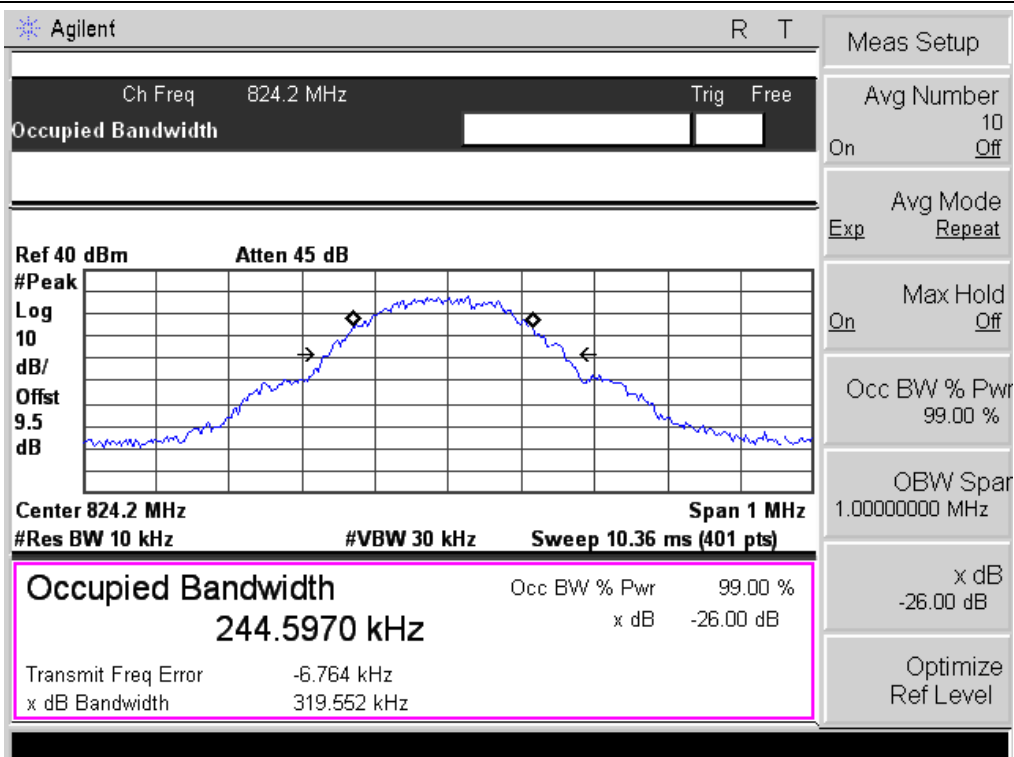 Agilent R T
Ch Freq 824.2 MHz Trig Free
Occupied Bandwidth
Ref 40 dBm Atten 45 dB
#Peak
Log
10
dB/
Offst
9.5
dB
Center 824.2 MHz Span 1 MHz
#Res BW 10 kHz #VBW 30 kHz Sweep 10.36 ms (401 pts)
Occupied Bandwidth Occ BW % Pwr 99.00 %
244.5970 kHz x dB -26.00 dB
Transmit Freq Error -6.764 kHz
x dB Bandwidth 319.552 kHz
Meas Setup
Avg Number
10
On Off
Avg Mode
Exp Repeat
Max Hold
On Off
Occ BW % Pwr
99.00 %
OBW Span
1.00000000 MHz
x dB
-26.00 dB
Optimize
Ref Level